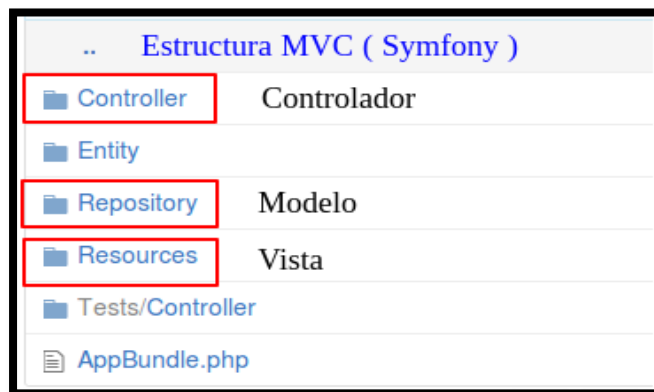 .. Estructura MVC ( Symfony )
Controller Controlador
Entity
Repository Modelo
Resources Vista
Tests/Controller
AppBundle.php